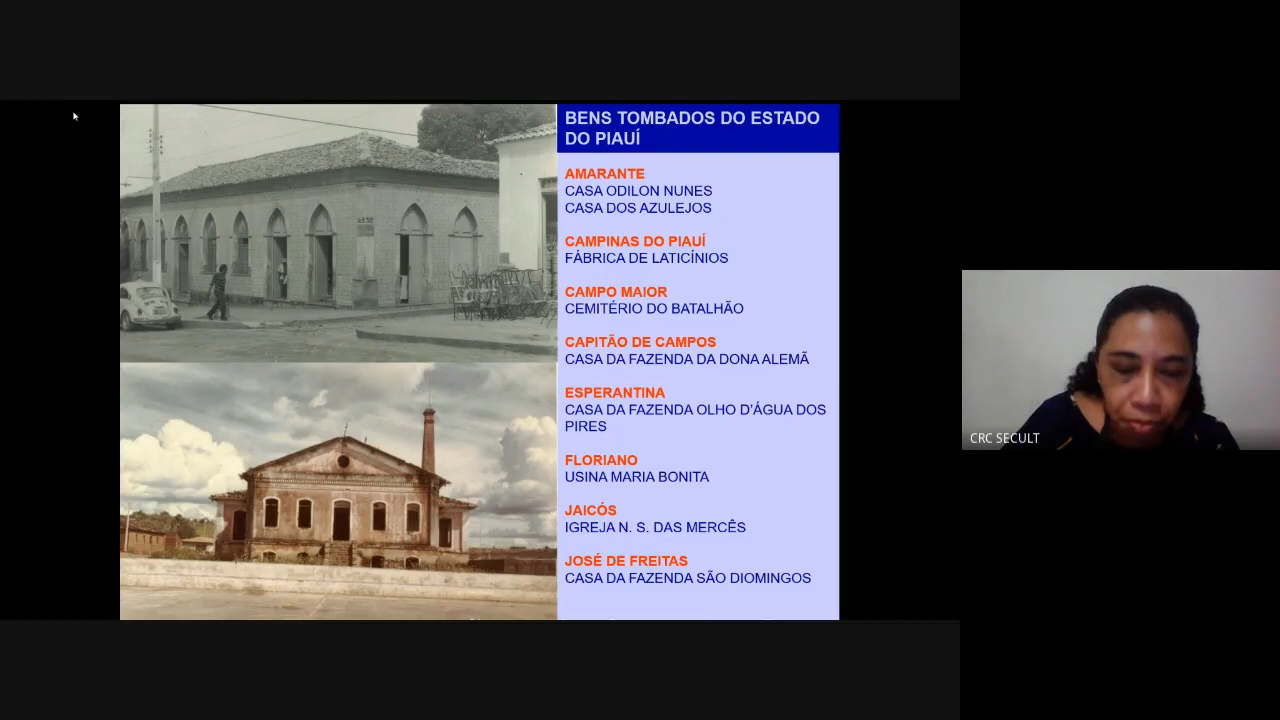 BENS TOMBADOS DO ESTADO
DO PIAUÍ
AMARANTE
CASA ODILON NUNES
CASA DOS AZULEJOS
CAMPINAS DO PIAUÍ
FÁBRICA DE LATICÍNIOS
CAMPO MAIOR
CEMITÉRIO DO BATALHÃO
CAPITÃO DE CAMPOS
CASA DA FAZENDA DA DONA ALEMÃ
ESPERANTINA
CASA DA FAZENDA OLHO D'ÁGUA DOS
PIRES
FLORIANO
USINA MARIA BONITA
JAICÓS
IGREJA N. S. DAS MERCÊS
JOSÉ DE FREITAS
CASA DA FAZENDA SÃO DIOMINGOS
CRC SECULT